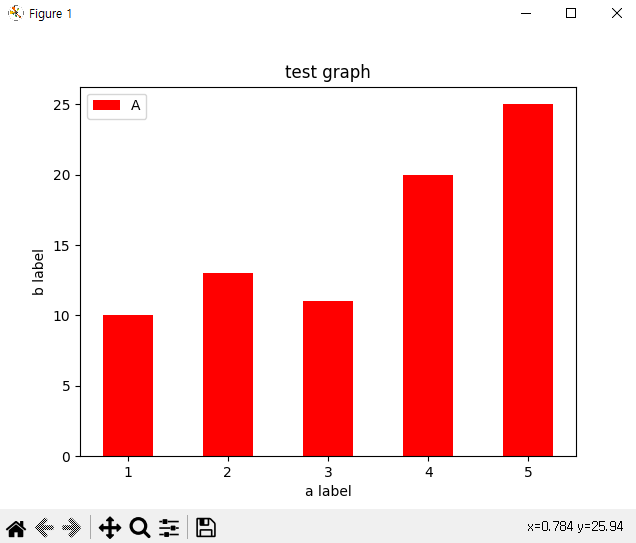 Figure 1
test graph
A
25
20
15
10
5
0
b label
1 2 3 4 5
a label
x=0.784 y=25.94